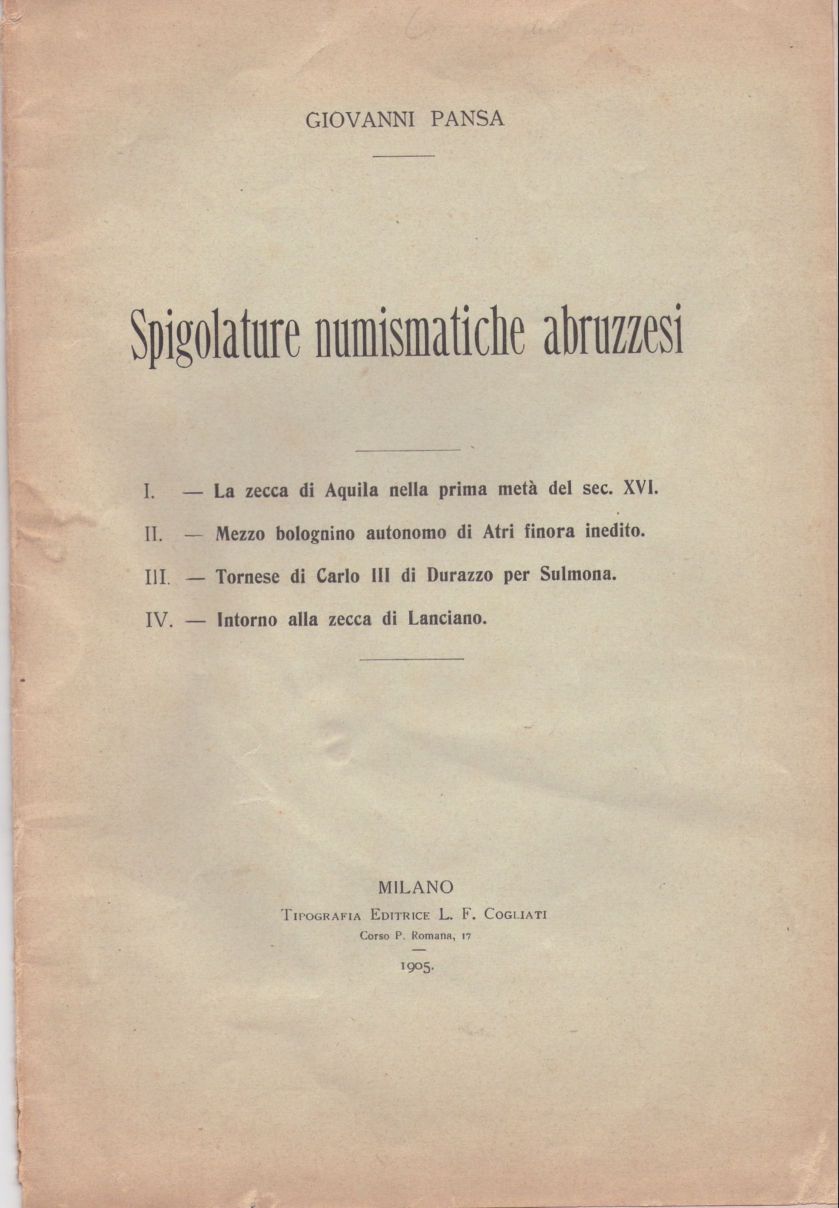 GIOVANNI PANSA
Spigolature numismatiche abruzzesi
I. — La zecca di Aquila nella prima metà del sec. XVI.
II. — Mezzo bolognino autonomo di Atri finora inedito.
III. — Tornese di Carlo III di Durazzo per Sulmona.
IV. — Intorno alla zecca di Lanciano.
MILANO
Tipografia Editrice L. F. Cogliati
Corso P. Romana, 17
1905.